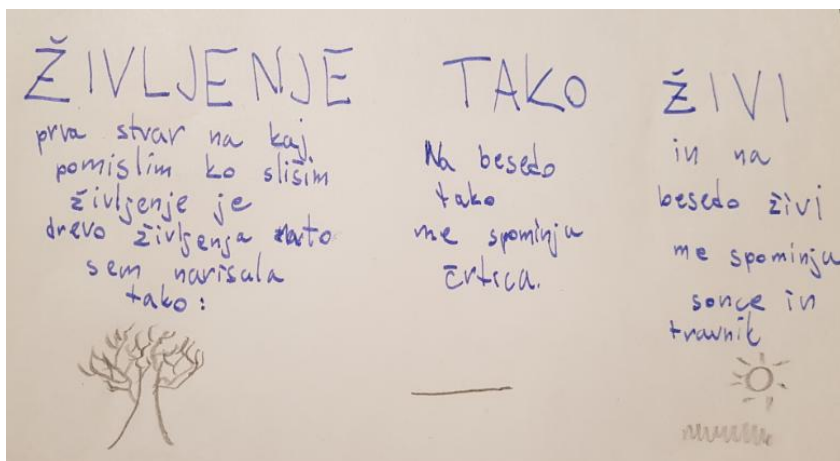 ŽIVLJENJE
prva stvar na kaj
pomislim ko slišim
življenje je
drevo življenja zato
sem narisala
tako:
TAKO
Na besedo
tako
me spominja
črtica.
ŽIVI
in na
besedo živi
me spominja
sonce in
travnik